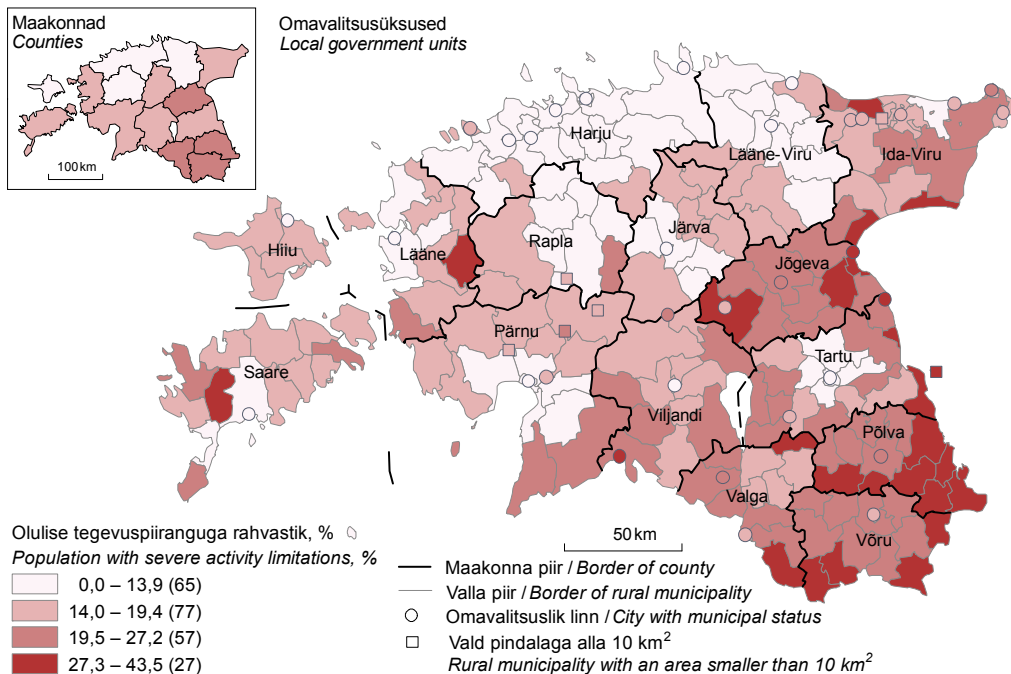 Maakonnad
Counties
100 km
Omavalitsusüksused
Local government units
Harju
Lääne-Viru
Ida-Viru
Hiiu
Lääne
Rapla
Järva
Jõgeva
Saare
Pärnu
Tartu
Viljandi
Põlva
Valga
Võru
Olulise tegevuspiiranguga rahvastik, %
Population with severe activity limitations, %
0,0 – 13,9 (65)
14,0 – 19,4 (77)
19,5 – 27,2 (57)
27,3 – 43,5 (27)
50 km
Maakonna piir / Border of county
Valla piir / Border of rural municipality
Omavalitsuslik linn / City with municipal status
Vald pindalaga alla 10 km²
Rural municipality with an area smaller than 10 km²